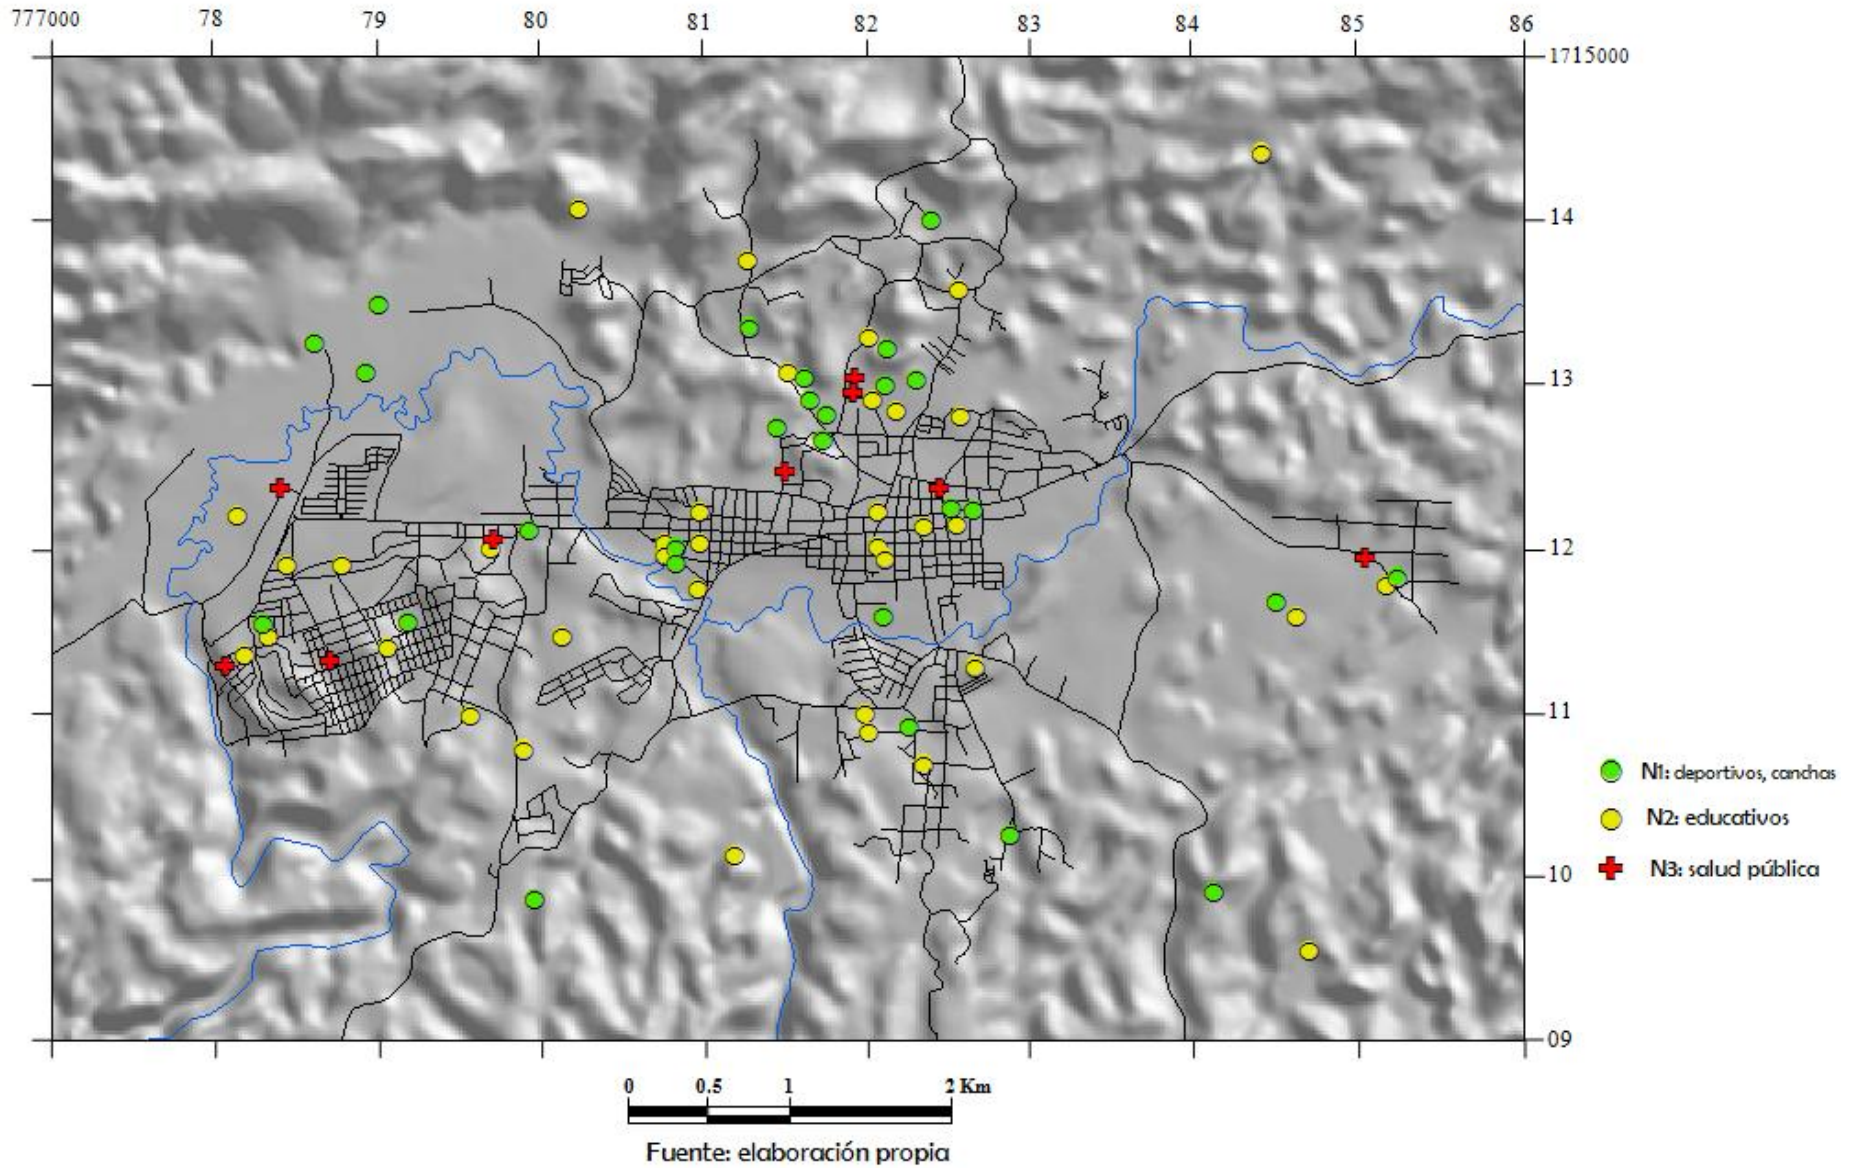 777000 78 79 80 81 82 83 84 85 86
1715000
14
13
12
11
10
09
N1: deportivos, canchas
N2: educativos
N3: salud pública
0 0.5 1 2 Km
Fuente: elaboración propia